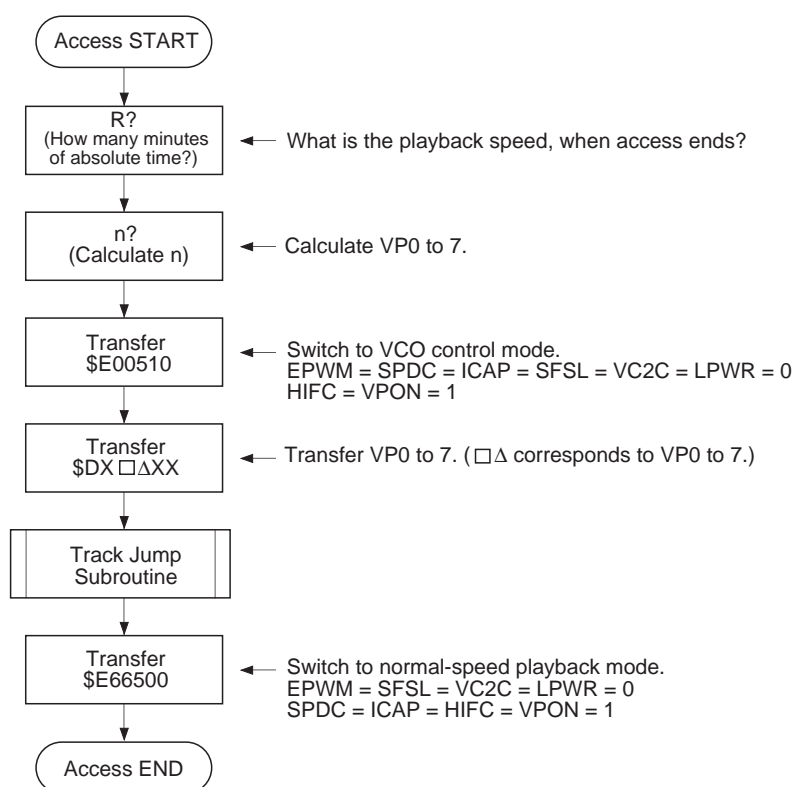 Access START
R?
(How many minutes
of absolute time?)
What is the playback speed, when access ends?
n?
(Calculate n)
Calculate VP0 to 7.
Transfer
$E00510
Switch to VCO control mode.
EPWM = SPDC = ICAP = SFSL = VC2C = LPWR = 0
HIFC = VPON = 1
Transfer
$DX □ΔXX
Transfer VP0 to 7. (□Δ corresponds to VP0 to 7.)
Track Jump
Subroutine
Transfer
$E66500
Switch to normal-speed playback mode.
EPWM = SFSL = VC2C = LPWR = 0
SPDC = ICAP = HIFC = VPON = 1
Access END